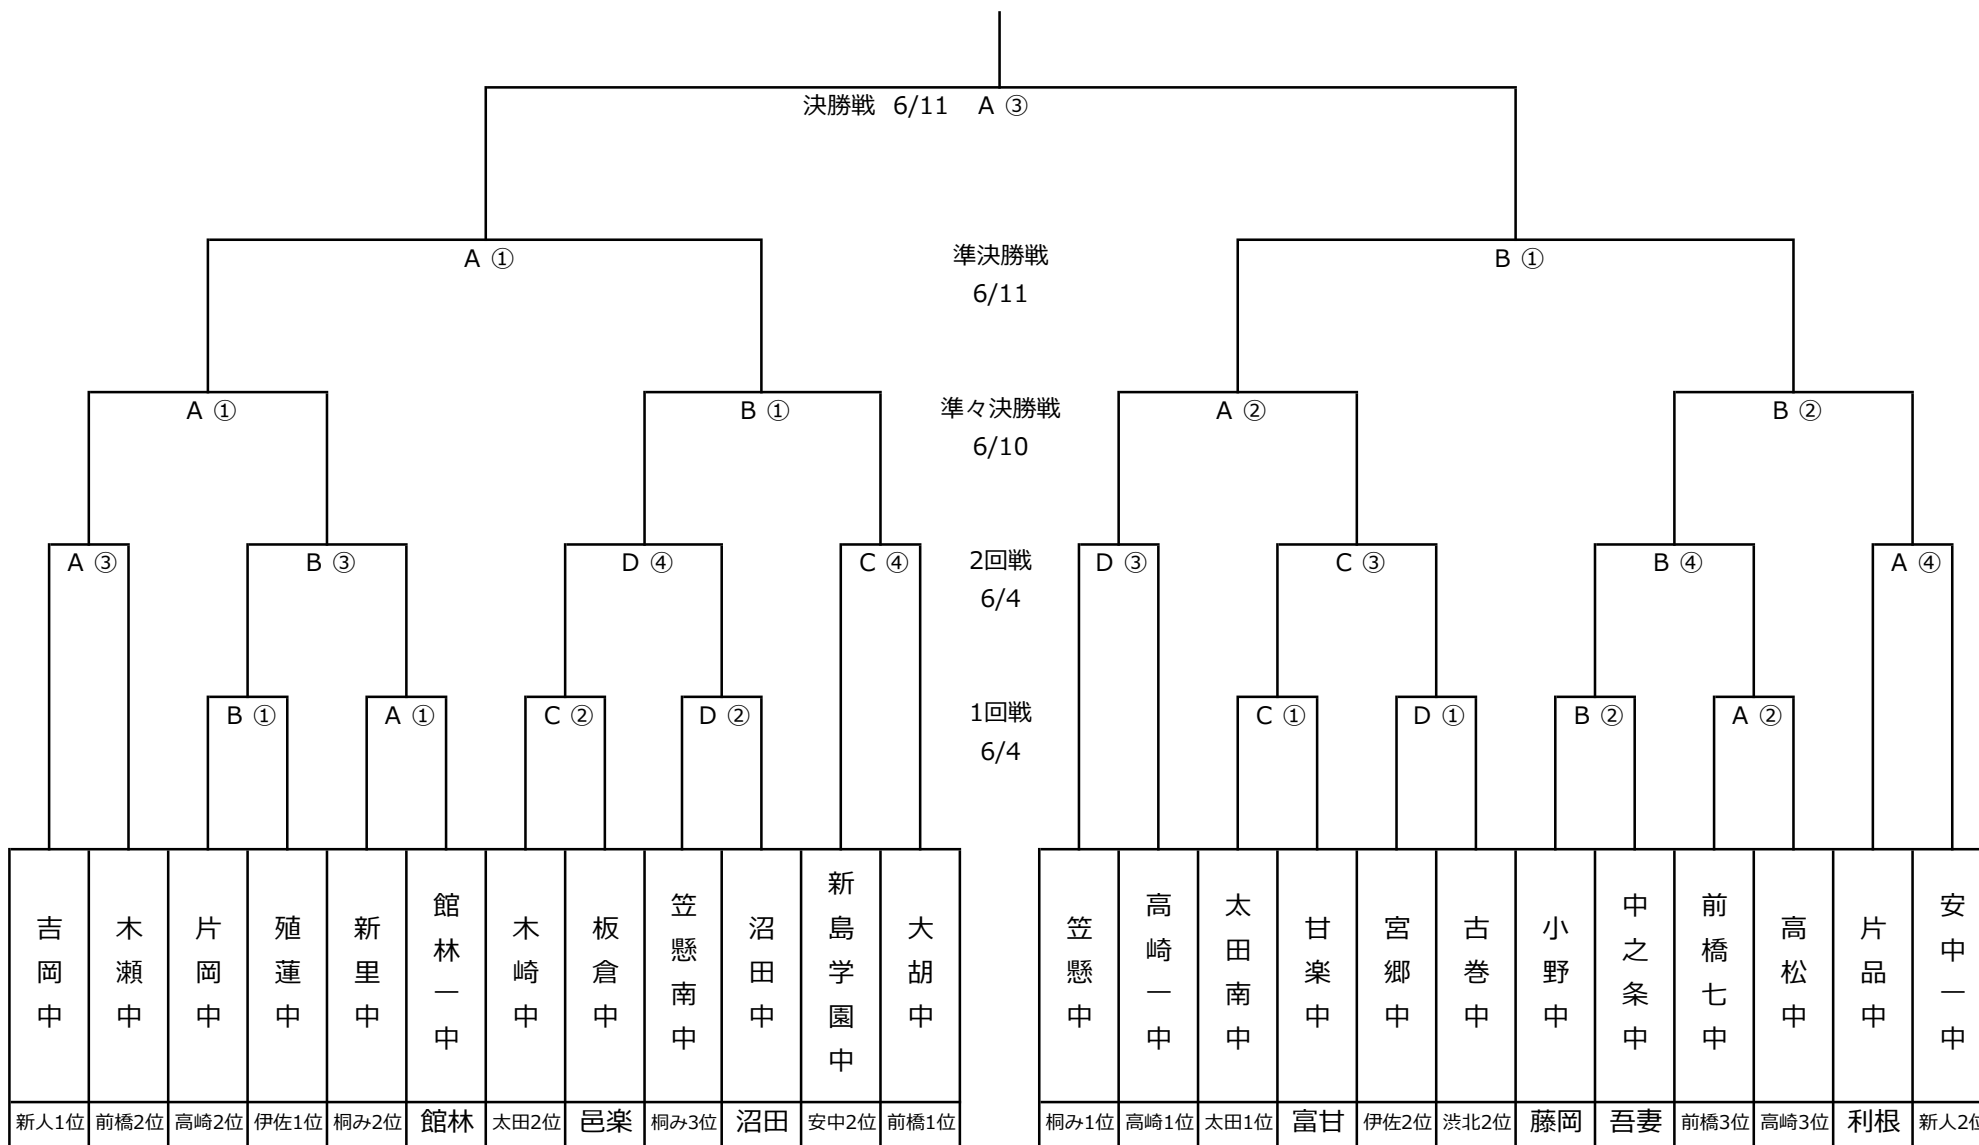 決勝戦 6/11 A ③
A ①
準決勝戦
6/11
B ①
A ①
B ①
準々決勝戦
6/10
A ②
B ②
A ③
B ③
D ④
C ④
2回戦
6/4
D ③
C ③
B ④
A ④
B ①
A ①
C ②
D ②
1回戦
6/4
C ①
D ①
B ②
A ②
吉岡中
木瀬中
片岡中
殖蓮中
新里中
館林一中
木崎中
板倉中
笠懸南中
沼田中
新島学園中
大胡中
笠懸中
高崎一中
太田南中
甘楽中
宮郷中
古巻中
小野中
中之条中
前橋七中
高松中
片品中
安中一中
新人1位
前橋2位
高崎2位
伊佐1位
桐み2位
館林
太田2位
邑楽
桐み3位
沼田
安中2位
前橋1位
桐み1位
高崎1位
太田1位
富甘
伊佐2位
渋北2位
藤岡
吾妻
前橋3位
高崎3位
利根
新人2位